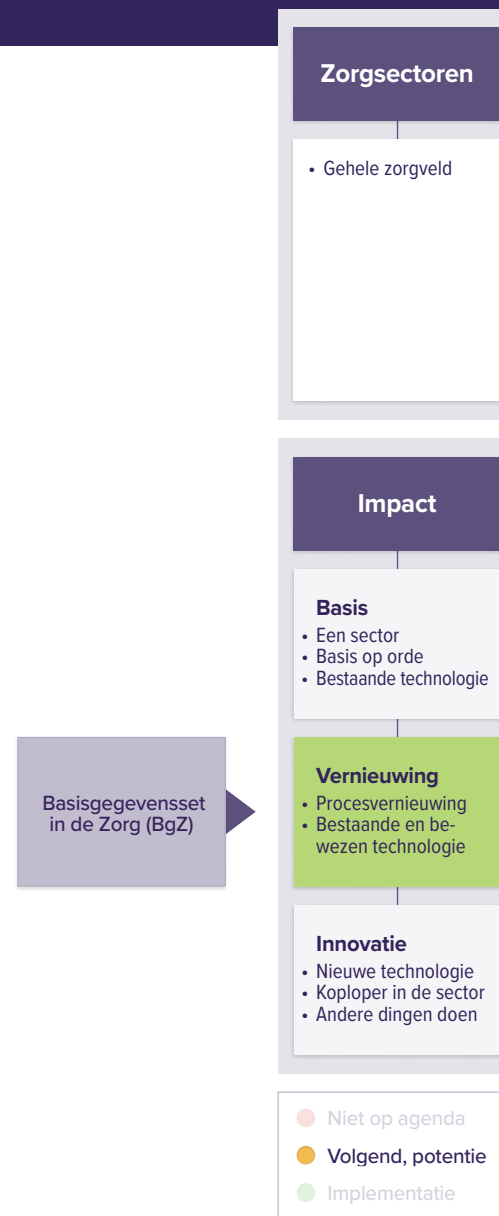 Zorgsectoren
• Gehele zorgveld
Impact
Basis
• Een sector
• Basis op orde
• Bestaande technologie
Basisgegevensset
in de Zorg (BgZ)
Vernieuwing
• Procesvernieuwing
• Bestaande en be-
wezen technologie
Innovatie
• Nieuwe technologie
• Koploper in de sector
• Andere dingen doen
Niet op agenda
Volgend, potentie
Implementatie